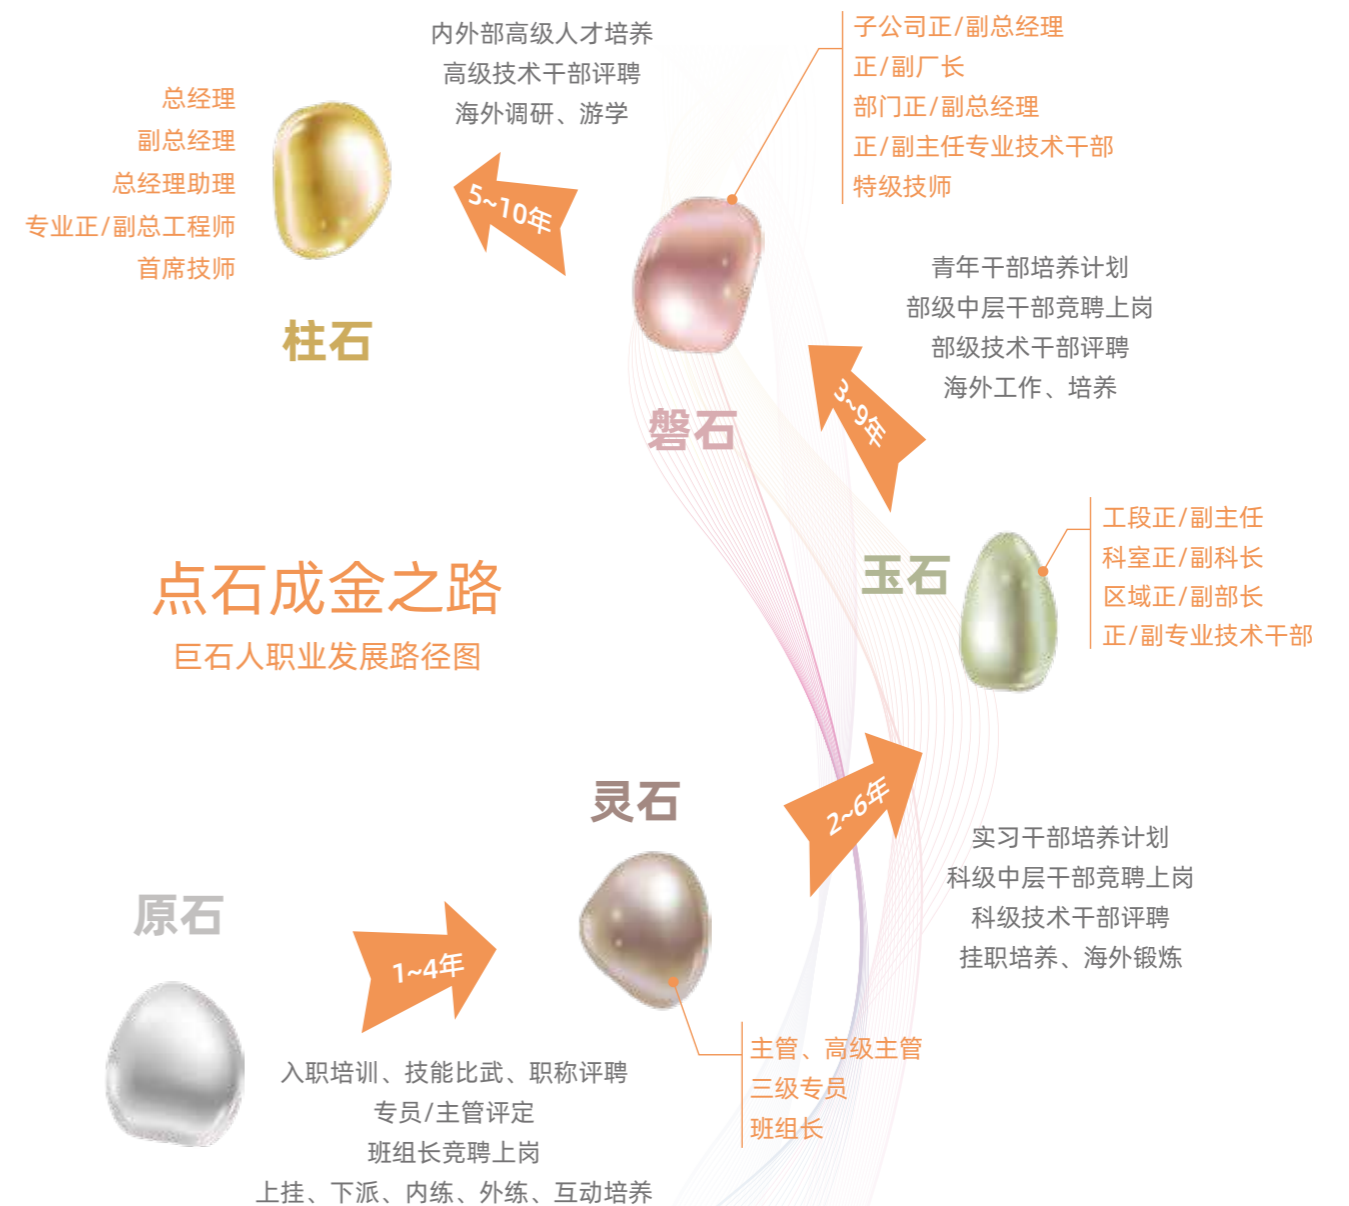 内外部高级人才培养
高级技术干部评聘
海外调研、游学
子公司正/副总经理
正/副厂长
部门正/副总经理
正/副主任专业技术干部
特级技师
总经理
副总经理
总经理助理
专业正/副总工程师
首席技师
5~10年
柱石
磐石
青年干部培养计划
部级中层干部竞聘上岗
部级技术干部评聘
海外工作、培养
3~9年
玉石
工段正/副主任
科室正/副科长
区域正/副部长
正/副专业技术干部
点石成金之路
巨石人职业发展路径图
灵石
2~6年
实习干部培养计划
科级中层干部竞聘上岗
科级技术干部评聘
挂职培养、海外锻炼
原石
1~4年
主管、高级主管
三级专员
班组长
入职培训、技能比武、职称评聘
专员/主管评定
班组长竞聘上岗
上挂、下派、内练、外练、互动培养